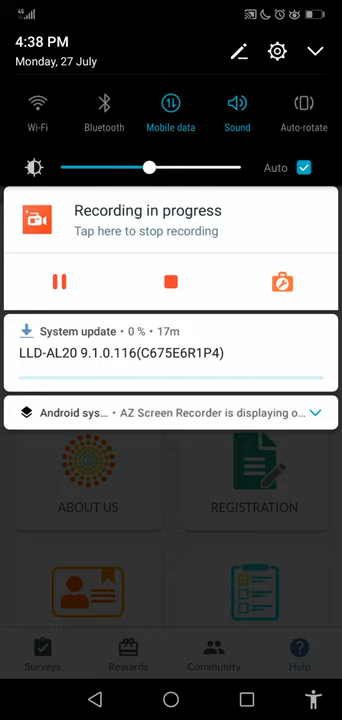 4G
4:38 PM
Monday, 27 July
Wi-Fi
Bluetooth
Mobile data
Sound
Auto-rotate
Auto
Recording in progress
Tap here to stop recording
System update • 0 % • 17m
LLD-AL20 9.1.0.116(C675E6R1P4)
Android sys... • AZ Screen Recorder is displaying o...
ABOUT US
REGISTRATION
Surveys
Rewards
Community
Help